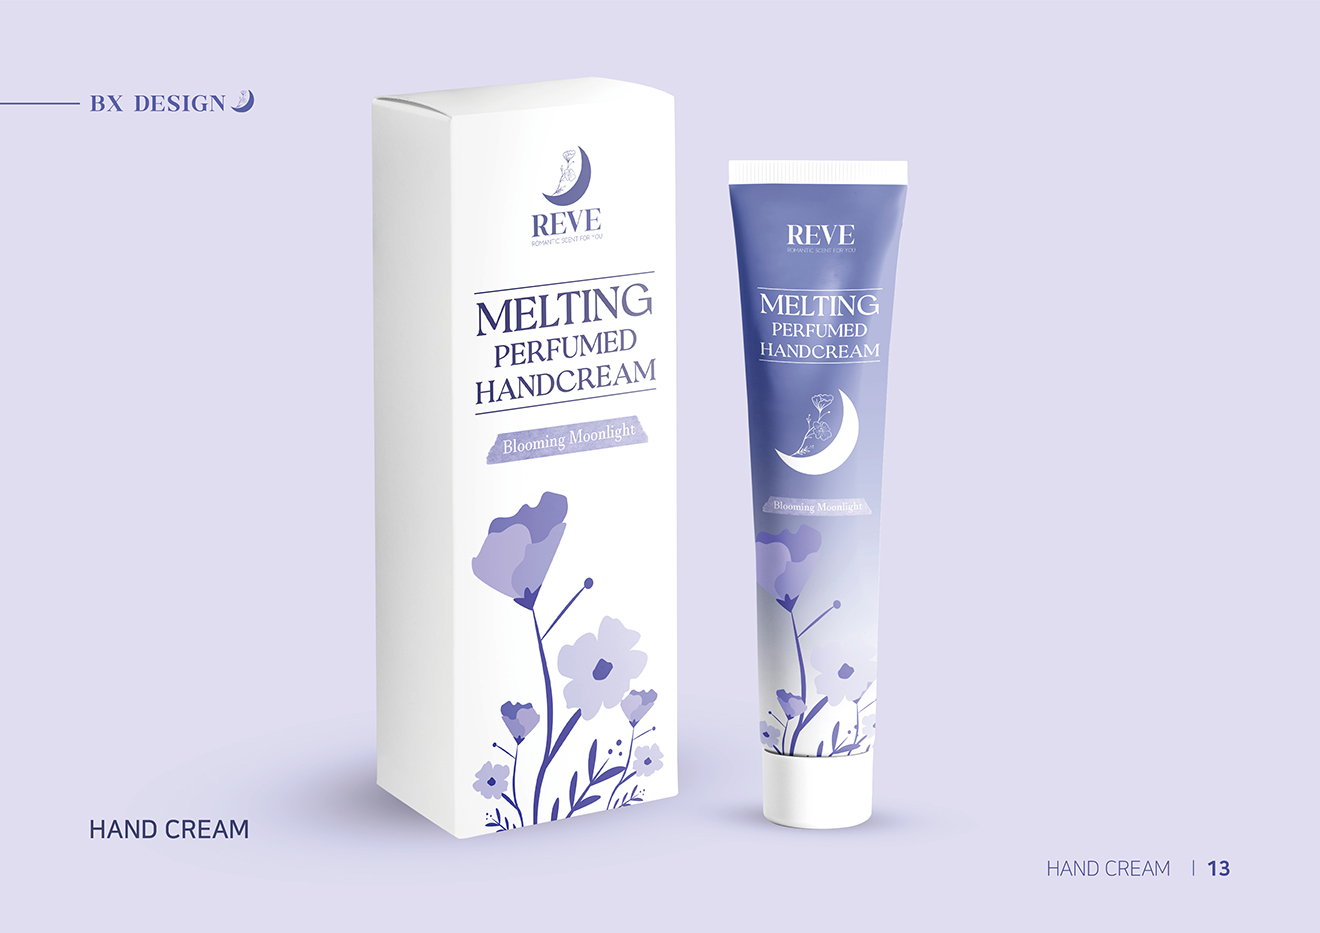 BX DESIGN
REVE
ROMANTIC SCENT FOR YOU
MELTING
PERFUMED
HANDCREAM
Blooming Moonlight
REVE
ROMANTIC SCENT FOR YOU
MELTING
PERFUMED
HANDCREAM
Blooming Moonlight
HAND CREAM
HAND CREAM | 13